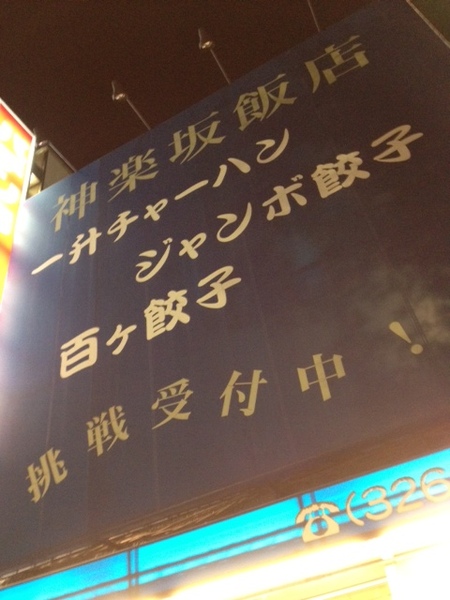 神楽坂飯店
一升チャーハン
ジャンボ餃子
百ヶ餃子
挑戦受付中!
☎(326